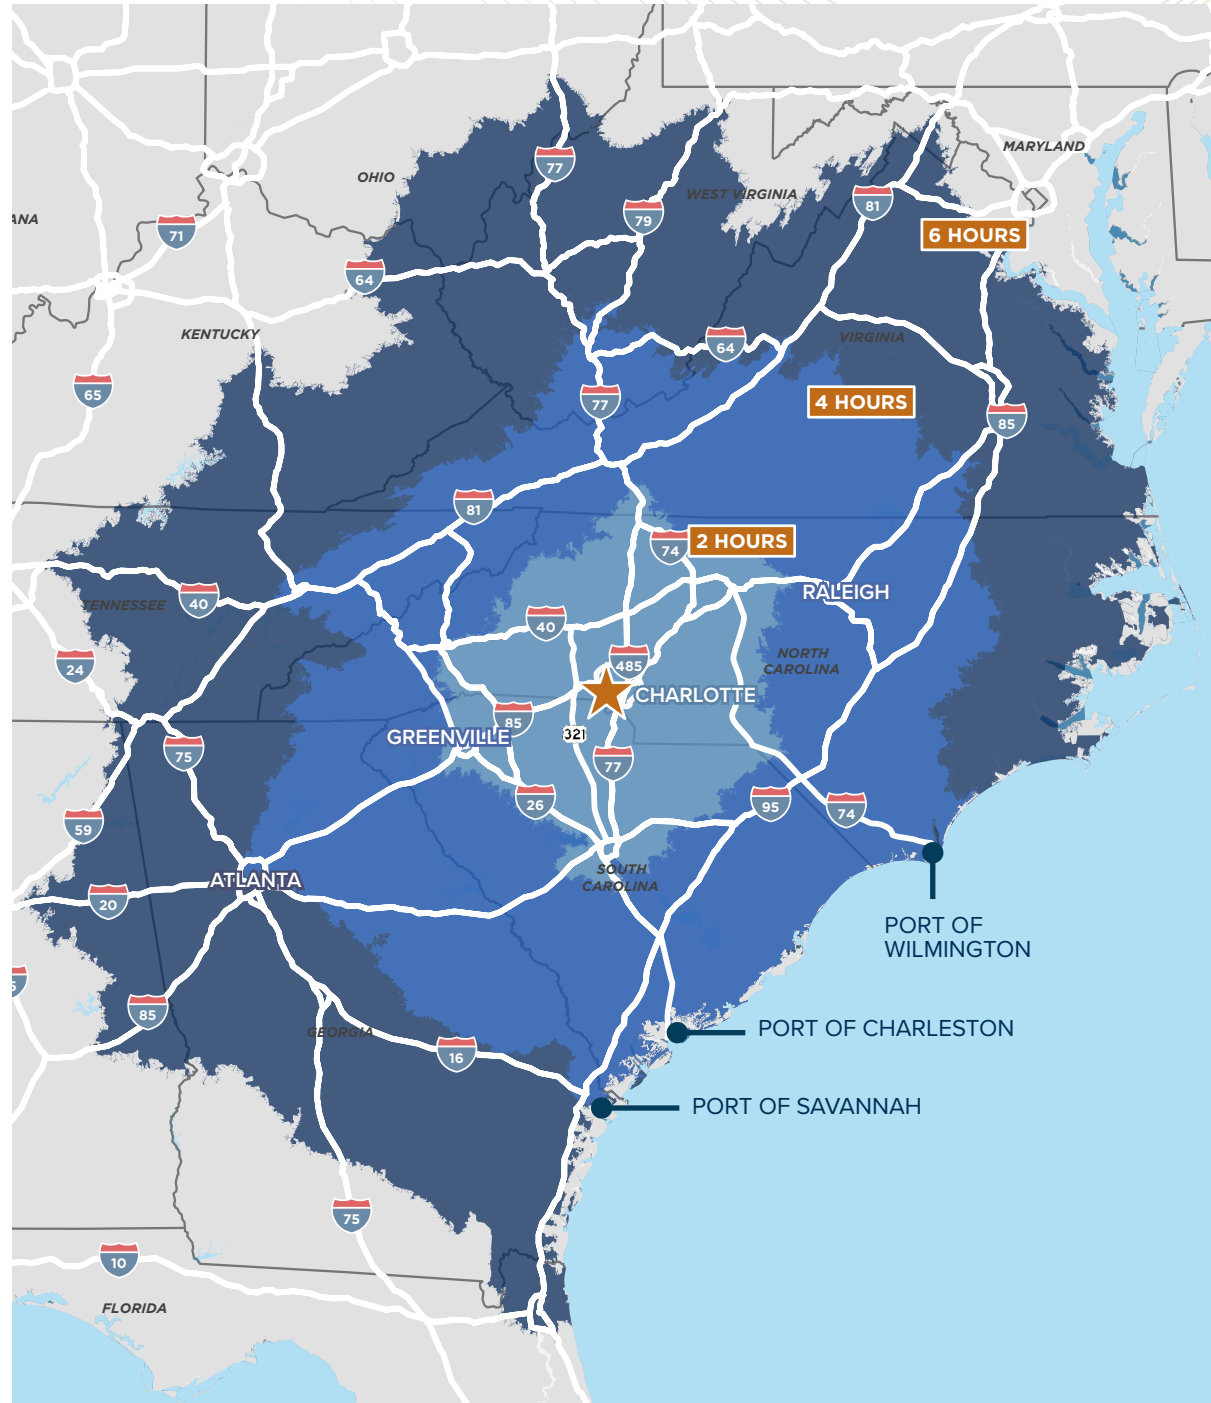 MARYLAND
OHIO
77
WEST VIRGINIA
79
81
ANA
71
6 HOURS
64
KENTUCKY
VIRGINIA
64
65
77
4 HOURS
85
81
74
2 HOURS
TENNESSEE
40
RALEIGH
40
24
485
NORTH
CAROLINA
CHARLOTTE
85
GREENVILLE
321
75
77
26
95
74
59
SOUTH
CAROLINA
ATLANTA
20
PORT OF
WILMINGTON
5
85
GEORGIA
PORT OF CHARLESTON
16
PORT OF SAVANNAH
75
10
FLORIDA